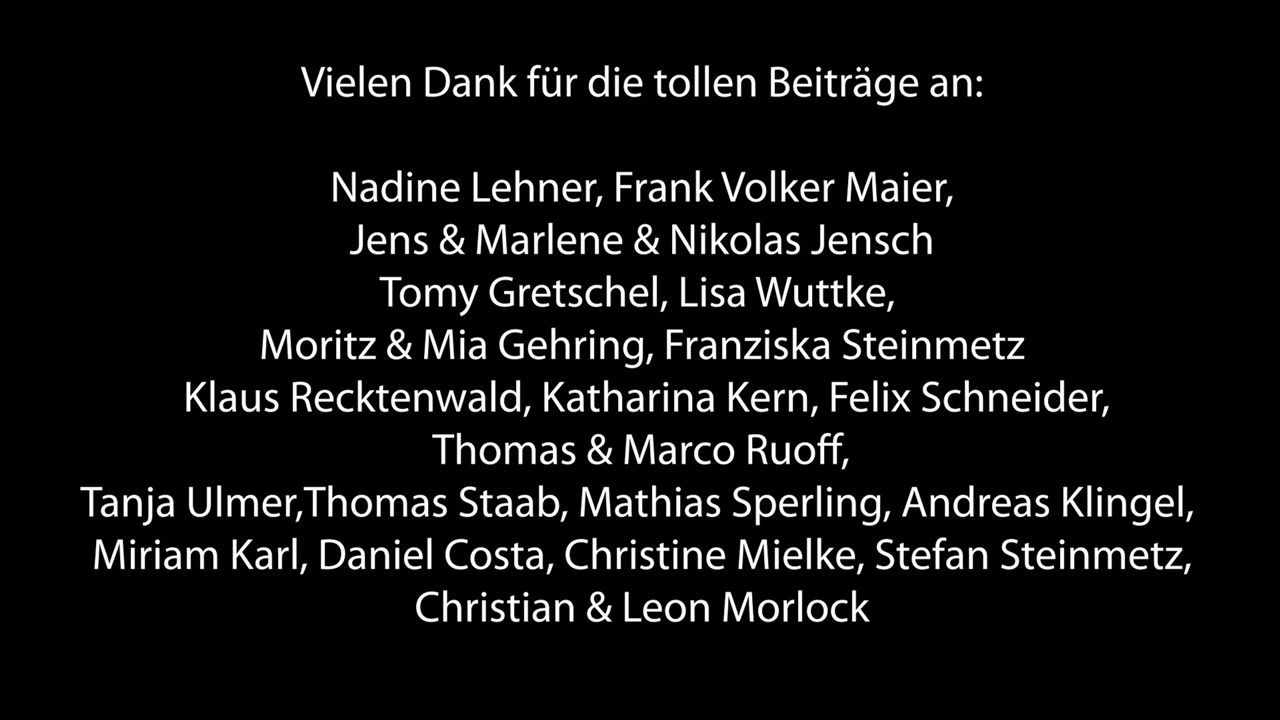 Vielen Dank für die tollen Beiträge an:
Nadine Lehner, Frank Volker Maier,
Jens & Marlene & Nikolas Jensch
Tomy Gretschel, Lisa Wuttke,
Moritz & Mia Gehring, Franziska Steinmetz
Klaus Recktenwald, Katharina Kern, Felix Schneider,
Thomas & Marco Ruoff,
Tanja Ulmer,Thomas Staab, Mathias Sperling, Andreas Klingel,
Miriam Karl, Daniel Costa, Christine Mielke, Stefan Steinmetz,
Christian & Leon Morlock